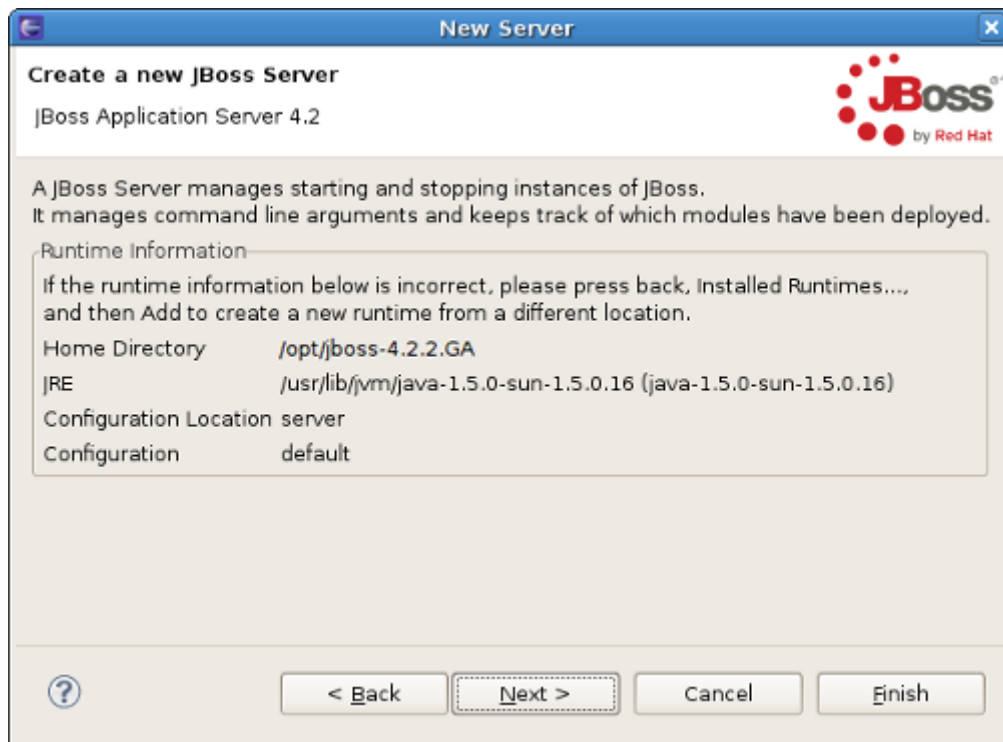 New Server
Create a new JBoss Server
JBoss Application Server 4.2
JBoss
by Red Hat
A JBoss Server manages starting and stopping instances of JBoss.
It manages command line arguments and keeps track of which modules have been deployed.
Runtime Information
If the runtime information below is incorrect, please press back, Installed Runtimes...,
and then Add to create a new runtime from a different location.
Home Directory /opt/jboss-4.2.2.GA
JRE /usr/lib/jvm/java-1.5.0-sun-1.5.0.16 (java-1.5.0-sun-1.5.0.16)
Configuration Location server
Configuration default
< Back Next > Cancel Finish